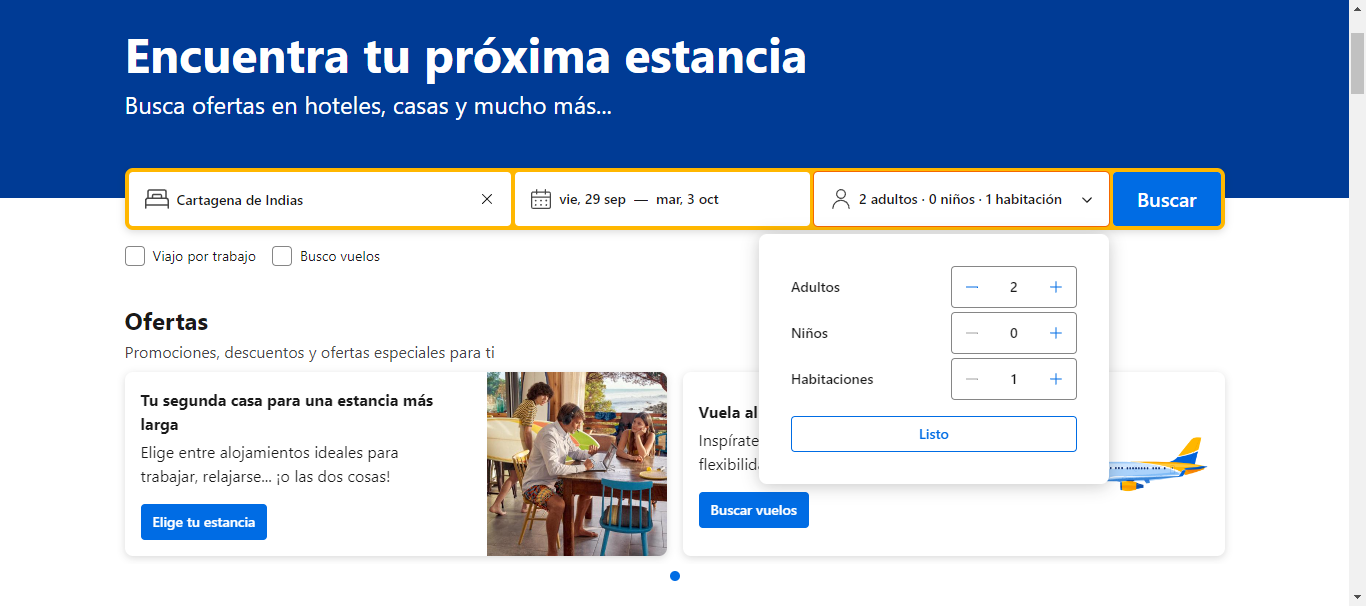 Encuentra tu próxima estancia
Busca ofertas en hoteles, casas y mucho más...
Cartagena de Indias
vie, 29 sep — mar, 3 oct
2 adultos · 0 niños · 1 habitación
Buscar
Viajo por trabajo
Busco vuelos
Adultos
2
Niños
0
Habitaciones
1
Listo
Ofertas
Promociones, descuentos y ofertas especiales para ti
Tu segunda casa para una estancia más
larga
Elige entre alojamientos ideales para
trabajar, relajarse... ¡o las dos cosas!
Elige tu estancia
Vuela al
Inspírate
Buscar vuelos